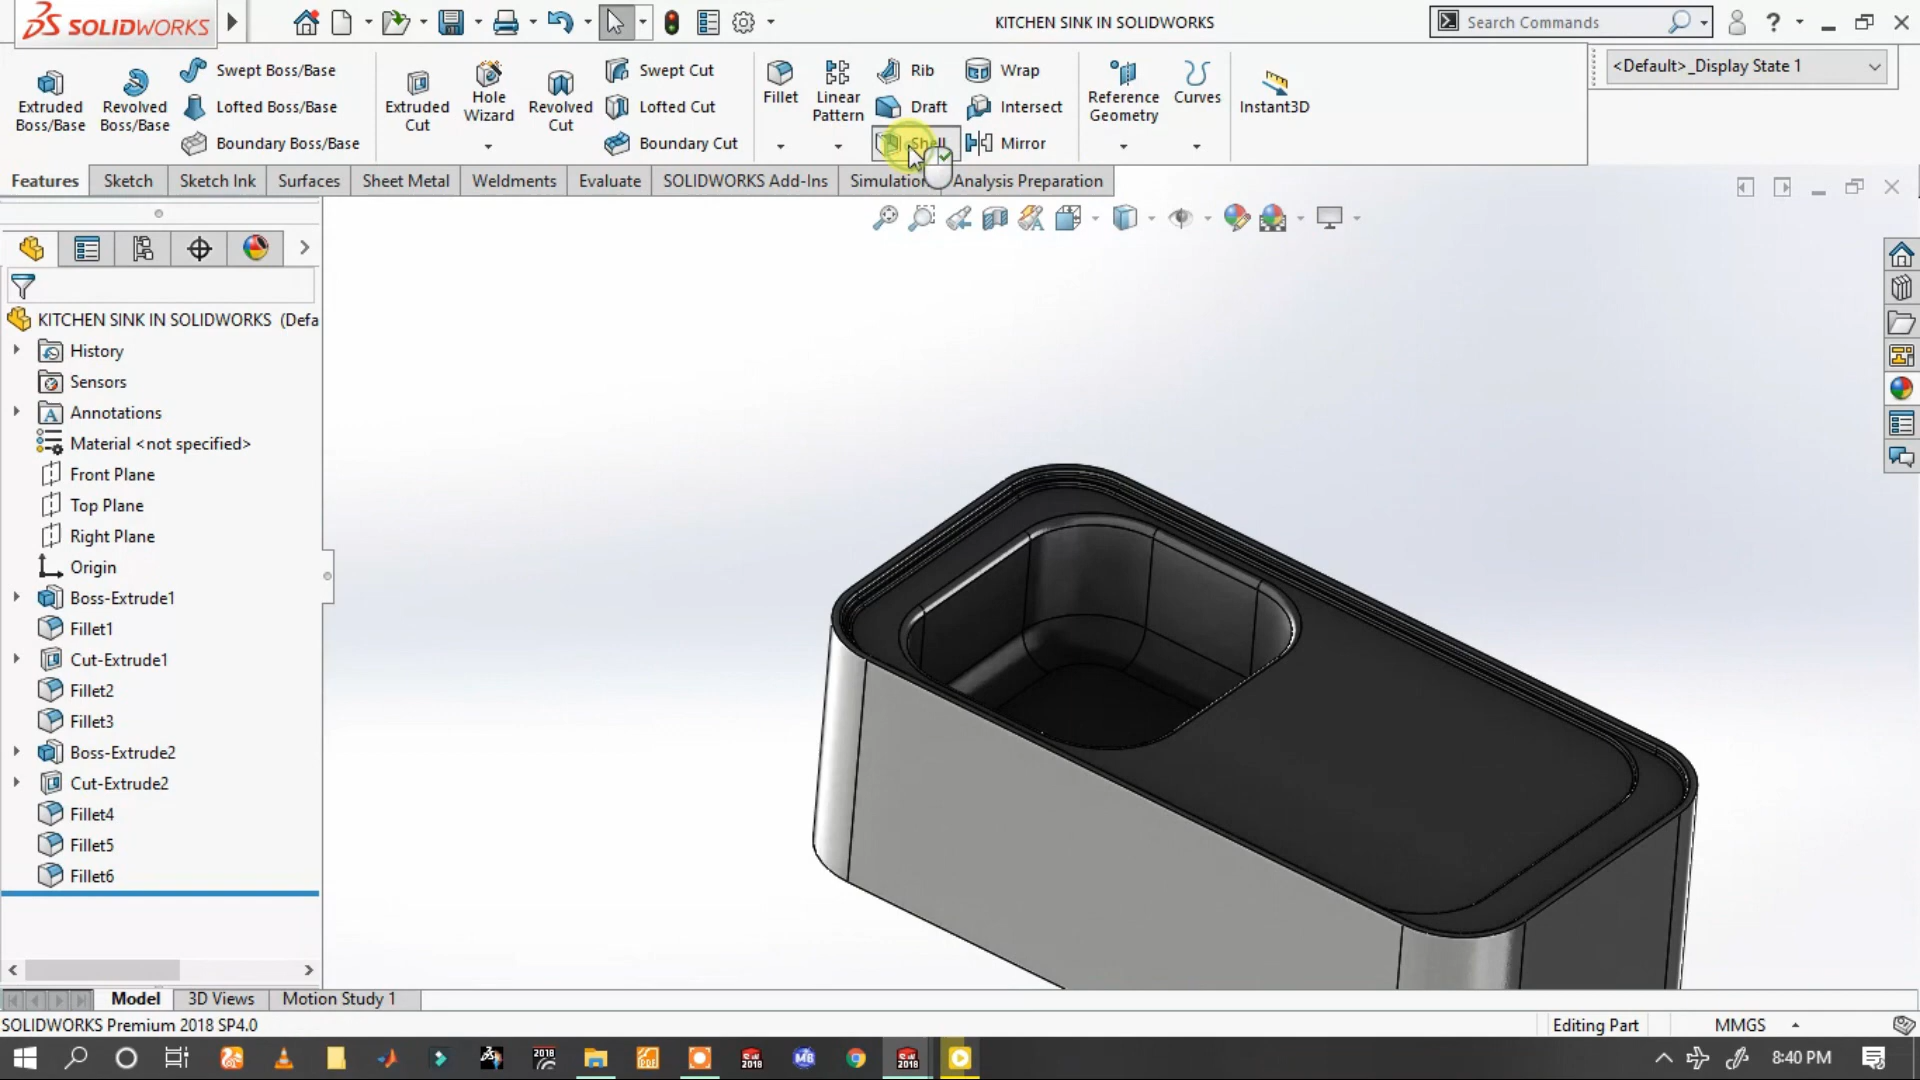 SOLIDWORKS
KITCHEN SINK IN SOLIDWORKS
Search Commands
Extruded Boss/Base
Revolved Boss/Base
Swept Boss/Base
Lofted Boss/Base
Boundary Boss/Base
Extruded Cut
Hole Wizard
Revolved Cut
Swept Cut
Lofted Cut
Boundary Cut
Fillet
Linear Pattern
Rib
Draft
Shell
Wrap
Intersect
Mirror
Reference Geometry
Curves
Instant3D
<Default>_Display State 1
Features
Sketch
Sketch Ink
Surfaces
Sheet Metal
Weldments
Evaluate
SOLIDWORKS Add-Ins
Simulation
Analysis Preparation
KITCHEN SINK IN SOLIDWORKS (Defa
History
Sensors
Annotations
Material <not specified>
Front Plane
Top Plane
Right Plane
Origin
Boss-Extrude1
Fillet1
Cut-Extrude1
Fillet2
Fillet3
Boss-Extrude2
Cut-Extrude2
Fillet4
Fillet5
Fillet6
Model
3D Views
Motion Study 1
SOLIDWORKS Premium 2018 SP4.0
Editing Part
MMGS
8:40 PM